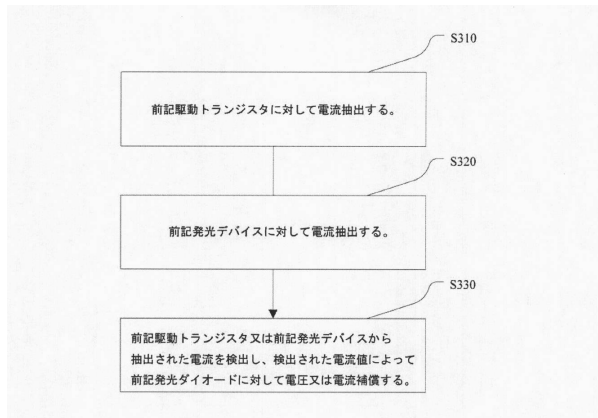 S310
前記駆動トランジスタに対して電流抽出する。
S320
前記発光デバイスに対して電流抽出する。
S330
前記駆動トランジスタ又は前記発光デバイスから
抽出された電流を検出し、検出された電流値によって
前記発光ダイオードに対して電圧又は電流補償する。